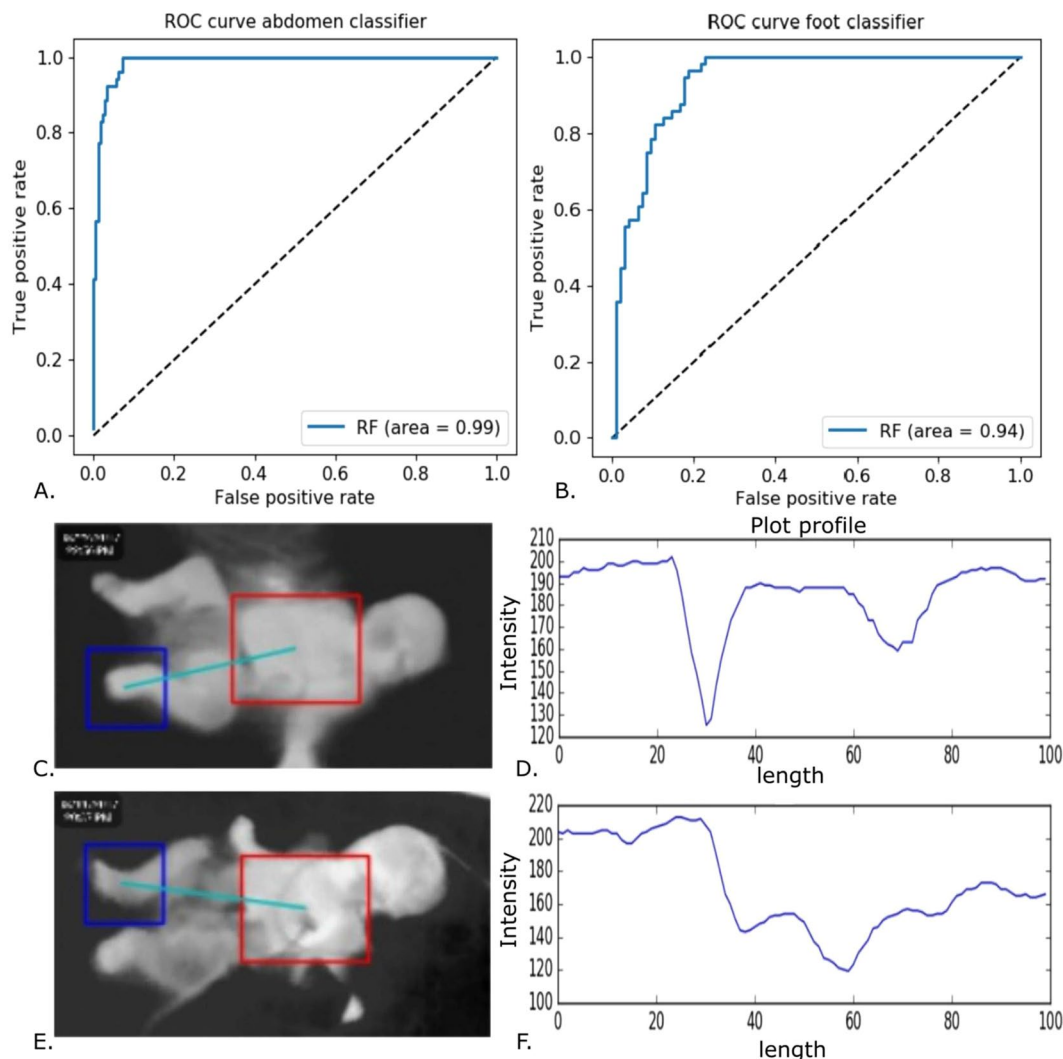 ROC curve abdomen classifier
True positive rate
1.0
0.8
0.6
0.4
0.2
0.0
RF (area = 0.99)
0.0 0.2 0.4 0.6 0.8 1.0
False positive rate
A.
ROC curve foot classifier
True positive rate
1.0
0.8
0.6
0.4
0.2
0.0
RF (area = 0.94)
0.0 0.2 0.4 0.6 0.8 1.0
False positive rate
B.
C.
Plot profile
Intensity
210
200
190
180
170
160
150
140
130
120
0 20 40 60 80 100
length
D.
E.
Intensity
220
200
180
160
140
120
100
0 20 40 60 80 100
length
F.